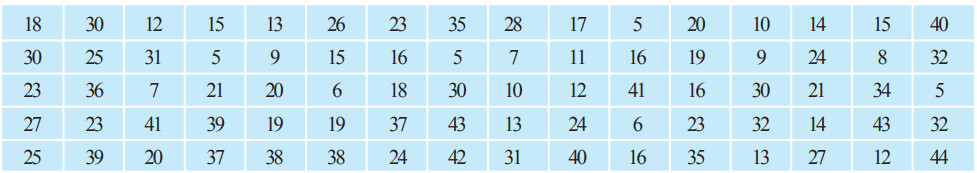 18 30 12 15 13 26 23 35 28 17 5 20 10 14 15 40
30 25 31 5 9 15 16 5 7 11 16 19 9 24 8 32
23 36 7 21 20 6 18 30 10 12 41 16 30 21 34 5
27 23 41 39 19 19 37 43 13 24 6 23 32 14 43 32
25 39 20 37 38 38 24 42 31 40 16 35 13 27 12 44